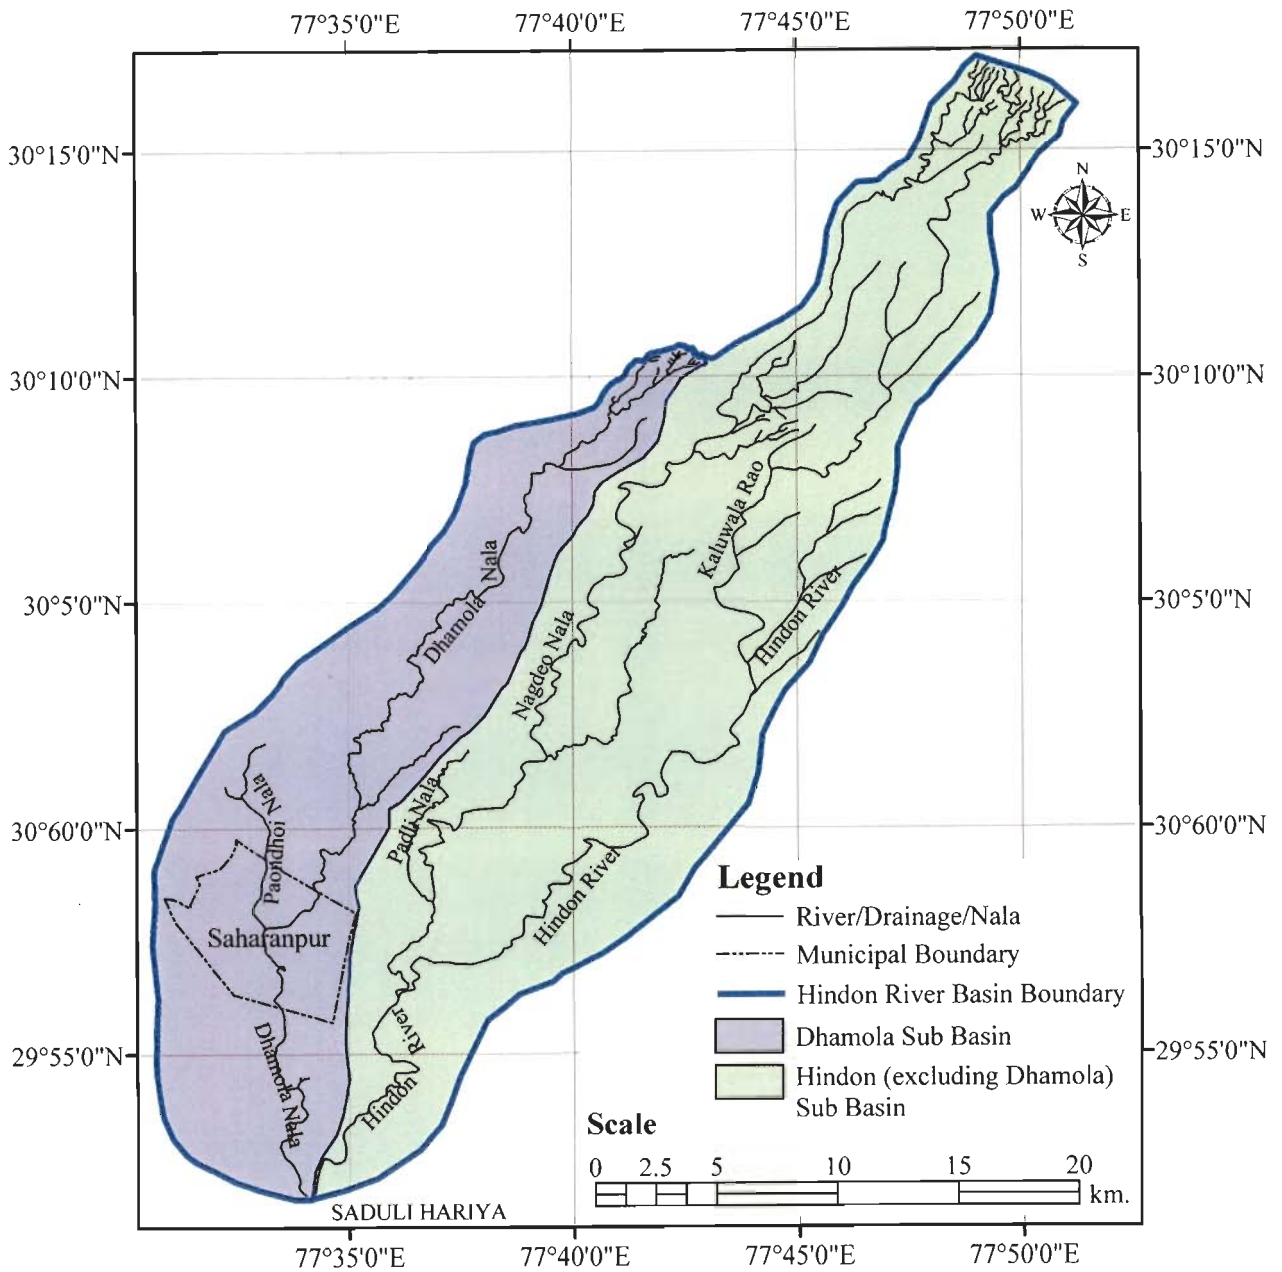 77°35'0"E
77°40'0"E
77°45'0"E
77°50'0"E
30°15'0"N
30°15'0"N
N
W
E
S
30°10'0"N
30°10'0"N
Kaluwala Rao
Dhamola Nala
30°5'0"N
30°5'0"N
Hindon River
Nagdeo Nala
Paondhoi Nala
Padli Nala
30°60'0"N
30°60'0"N
Hindon River
Saharanpur
Legend
River/Drainage/Nala
Municipal Boundary
Hindon River Basin Boundary
Dhamola Sub Basin
Hindon (excluding Dhamola)
Sub Basin
29°55'0"N
29°55'0"N
Dhamola Nala
Hindon River
Scale
0 2.5 5 10 15 20
km.
SADULI HARIYA
77°35'0"E
77°40'0"E
77°45'0"E
77°50'0"E